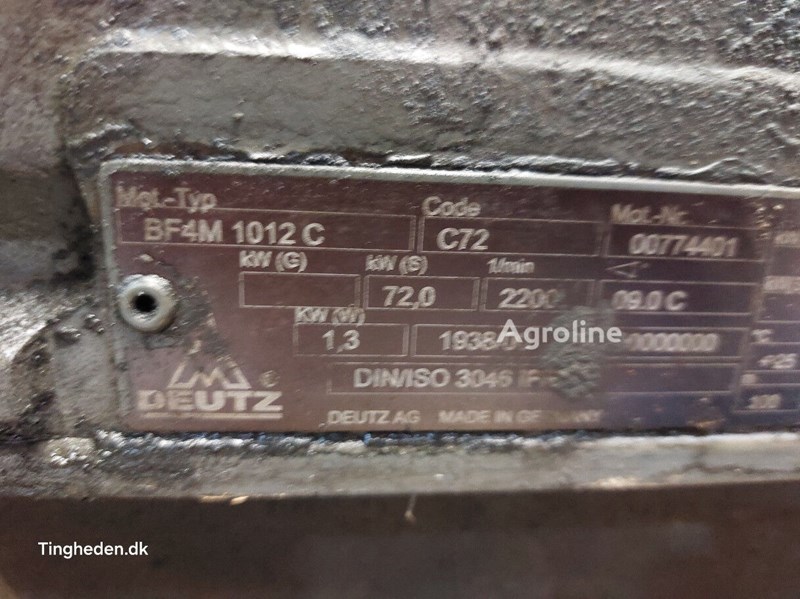 Mot.-Typ Code Mot.-Nr.
BF4M 1012 C C72 00774401
kW (G) kW (S) 1/min
72,0 2200 09.0 C
KW (W)
1,3 °C
DIN/ISO 3046 +25
m
DEUTZ ® 100
DEUTZ AG MADE IN GERMANY
Agroline
Tingheden.dk